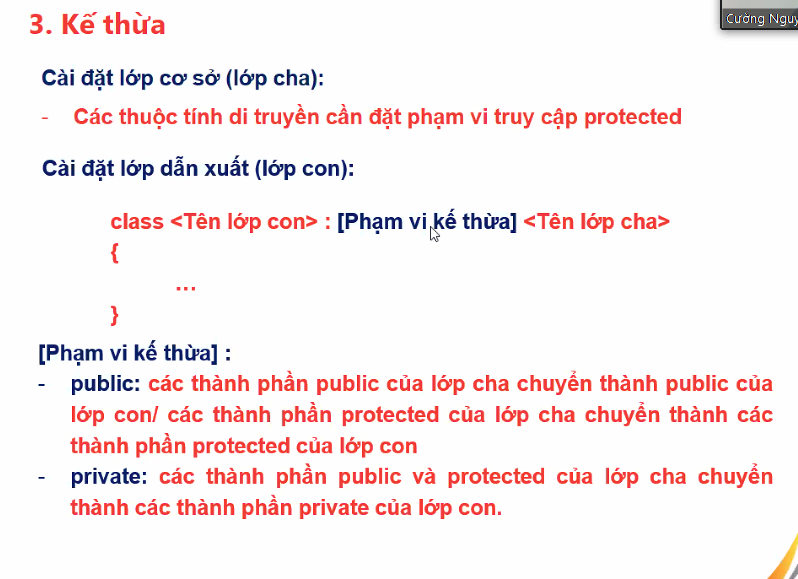 3. Kế thừa
Cường Nguy
Cài đặt lớp cơ sở (lớp cha):
- Các thuộc tính di truyền cần đặt phạm vi truy cập protected
Cài đặt lớp dẫn xuất (lớp con):
class <Tên lớp con> : [Phạm vi kế thừa] <Tên lớp cha>
{
...
}
[Phạm vi kế thừa] :
- public: các thành phần public của lớp cha chuyển thành public của
lớp con/ các thành phần protected của lớp cha chuyển thành các
thành phần protected của lớp con
- private: các thành phần public và protected của lớp cha chuyển
thành các thành phần private của lớp con.